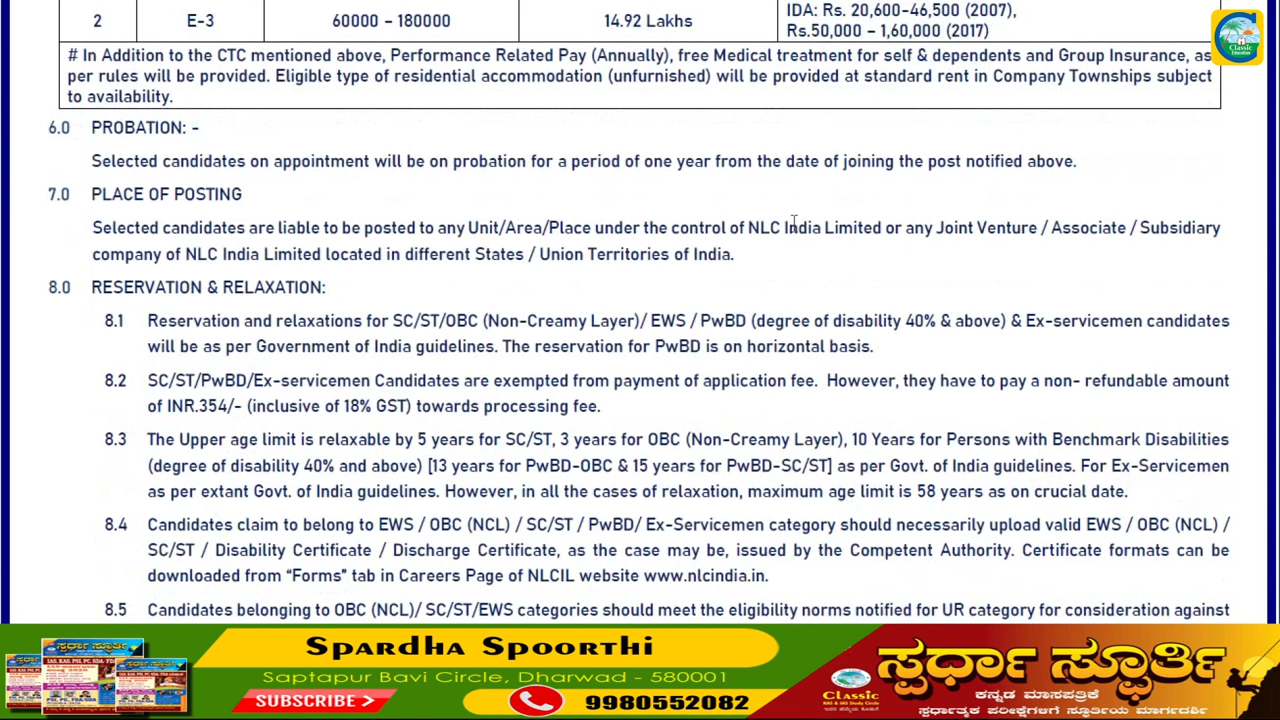 2 E-3 60000 – 180000 14.92 Lakhs IDA: Rs. 20,600-46,500 (2007),
Rs.50,000 – 1,60,000 (2017)
# In Addition to the CTC mentioned above, Performance Related Pay (Annually), free Medical treatment for self & dependents and Group Insurance, as
per rules will be provided. Eligible type of residential accommodation (unfurnished) will be provided at standard rent in Company Townships subject
to availability.
6.0 PROBATION: -
Selected candidates on appointment will be on probation for a period of one year from the date of joining the post notified above.
7.0 PLACE OF POSTING
Selected candidates are liable to be posted to any Unit/Area/Place under the control of NLC India Limited or any Joint Venture / Associate / Subsidiary
company of NLC India Limited located in different States / Union Territories of India.
8.0 RESERVATION & RELAXATION:
8.1 Reservation and relaxations for SC/ST/OBC (Non-Creamy Layer)/ EWS / PwBD (degree of disability 40% & above) & Ex-servicemen candidates
will be as per Government of India guidelines. The reservation for PwBD is on horizontal basis.
8.2 SC/ST/PwBD/Ex-servicemen Candidates are exempted from payment of application fee. However, they have to pay a non- refundable amount
of INR.354/- (inclusive of 18% GST) towards processing fee.
8.3 The Upper age limit is relaxable by 5 years for SC/ST, 3 years for OBC (Non-Creamy Layer), 10 Years for Persons with Benchmark Disabilities
(degree of disability 40% and above) [13 years for PwBD-OBC & 15 years for PwBD-SC/ST] as per Govt. of India guidelines. For Ex-Servicemen
as per extant Govt. of India guidelines. However, in all the cases of relaxation, maximum age limit is 58 years as on crucial date.
8.4 Candidates claim to belong to EWS / OBC (NCL) / SC/ST / PwBD/ Ex-Servicemen category should necessarily upload valid EWS / OBC (NCL) /
SC/ST / Disability Certificate / Discharge Certificate, as the case may be, issued by the Competent Authority. Certificate formats can be
downloaded from “Forms” tab in Careers Page of NLCIL website www.nlcindia.in.
8.5 Candidates belonging to OBC (NCL)/ SC/ST/EWS categories should meet the eligibility norms notified for UR category for consideration against
Classic
Education
Spardha Spoorthi
Saptapur Bavi Circle, Dharwad - 580001
SUBSCRIBE
9980552082
Classic
KAS & IAS Study Circle
ಸ್ಪರ್ಧಾ ಸ್ಫೂರ್ತಿ
ಕನ್ನಡ ಮಾಸಪತ್ರಿಕೆ
ಸ್ಪರ್ಧಾತ್ಮಕ ಪರೀಕ್ಷೆಗಳಿಗೆ ಸ್ಫೂರ್ತಿಯ ಮಾರ್ಗದರ್ಶಿ